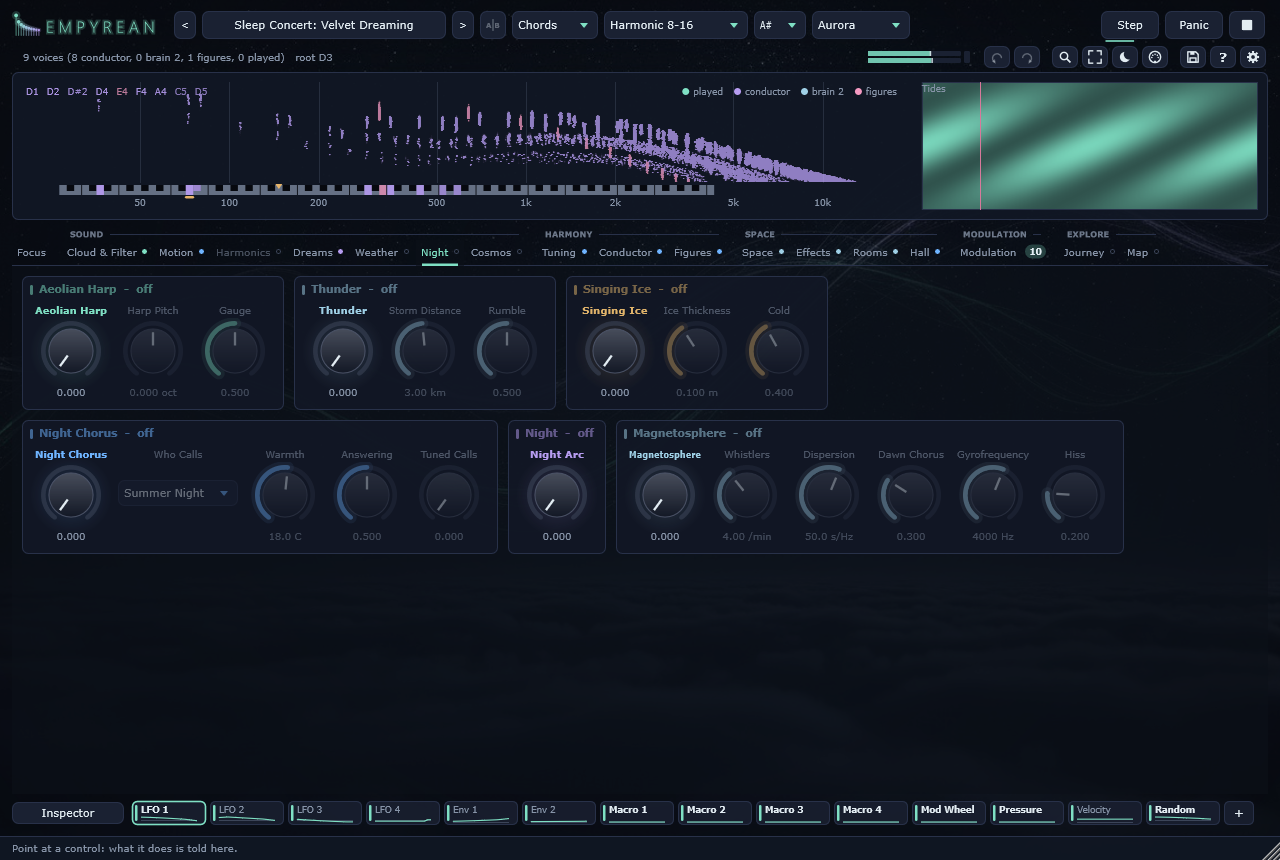 EMPYREAN < Sleep Concert: Velvet Dreaming > A|B Chords Harmonic 8-16 A# Aurora Step Panic
9 voices (8 conductor, 0 brain 2, 1 figures, 0 played) root D3 ?
D1 D2 D#2 D4 E4 F4 A4 C5 D5 played conductor brain 2 figures Tides
50 100 200 500 1k 2k 5k 10k
SOUND HARMONY SPACE MODULATION EXPLORE
Focus Cloud & Filter Motion Harmonics Dreams Weather Night Cosmos Tuning Conductor Figures Space Effects Rooms Hall Modulation 10 Journey Map
Aeolian Harp - off Thunder - off Singing Ice - off
Aeolian Harp Harp Pitch Gauge Thunder Storm Distance Rumble Singing Ice Ice Thickness Cold
0.000 0.000 oct 0.500 0.000 3.00 km 0.500 0.000 0.100 m 0.400
Night Chorus - off Night - off Magnetosphere - off
Night Chorus Who Calls Warmth Answering Tuned Calls Night Arc Magnetosphere Whistlers Dispersion Dawn Chorus Gyrofrequency Hiss
Summer Night
0.000 18.0 C 0.500 0.000 0.000 0.000 4.00 /min 50.0 s/Hz 0.300 4000 Hz 0.200
Inspector LFO 1 LFO 2 LFO 3 LFO 4 Env 1 Env 2 Macro 1 Macro 2 Macro 3 Macro 4 Mod Wheel Pressure Velocity Random +
Point at a control: what it does is told here.